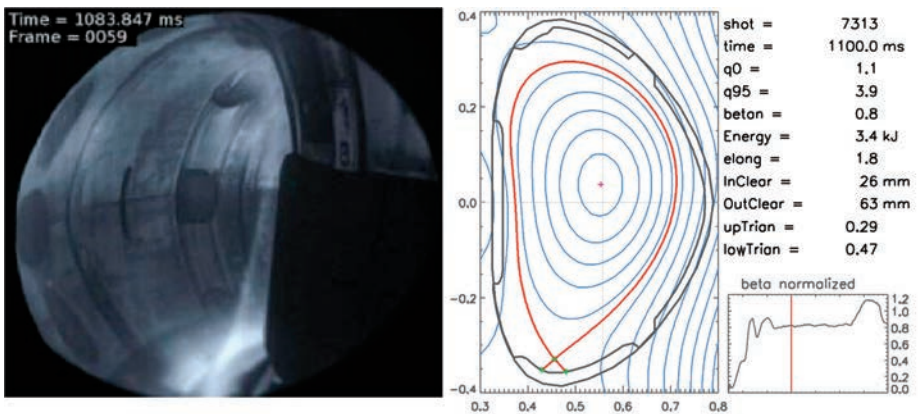 Time = 1083.847 ms
Frame = 0059
shot = 7313
time = 1100.0 ms
q0 = 1.1
q95 = 3.9
betan = 0.8
Energy = 3.4 kJ
elong = 1.8
InClear = 26 mm
OutClear = 63 mm
upTrian = 0.29
lowTrian = 0.47
0.4
0.2
0.0
−0.2
−0.4
0.3 0.4 0.5 0.6 0.7 0.8
beta normalized
1.2
1.0
0.8
0.6
0.4
0.2
0.0